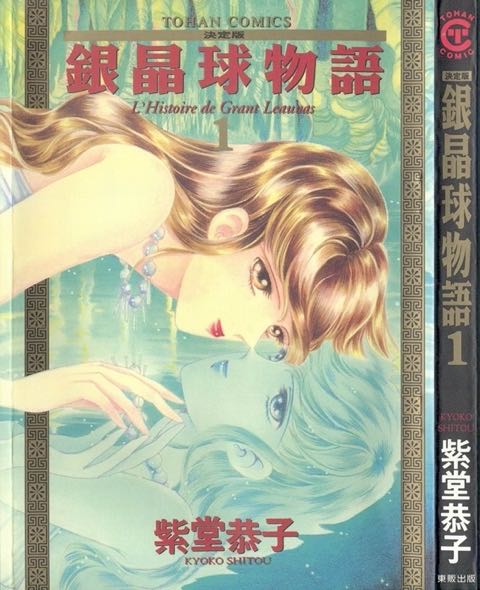 TOHAN COMICS
決定版
銀晶球物語
L'Histoire de Grant Leaunas
1
紫堂恭子
KYOKO SHITOU
TOHAN
COMIC
決定版
銀晶球物語
1
KYOKO
SHITOU
紫堂恭子
東販出版